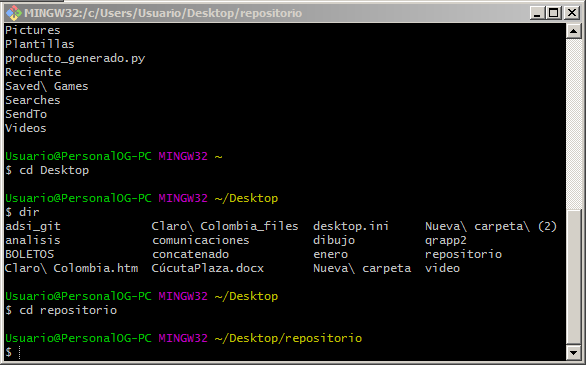 MINGW32:/c/Users/Usuario/Desktop/repositorio
Pictures
Plantillas
producto_generado.py
Reciente
Saved\ Games
Searches
SendTo
Videos
Usuario@PersonalOG-PC MINGW32 ~
$ cd Desktop
Usuario@PersonalOG-PC MINGW32 ~/Desktop
$ dir
adsi_git Claro\ Colombia_files desktop.ini Nueva\ carpeta\ (2)
analisis comunicaciones dibujo qrapp2
BOLETOS concatenado enero repositorio
Claro\ Colombia.htm CúcutaPlaza.docx Nueva\ carpeta video
Usuario@PersonalOG-PC MINGW32 ~/Desktop
$ cd repositorio
Usuario@PersonalOG-PC MINGW32 ~/Desktop/repositorio
$